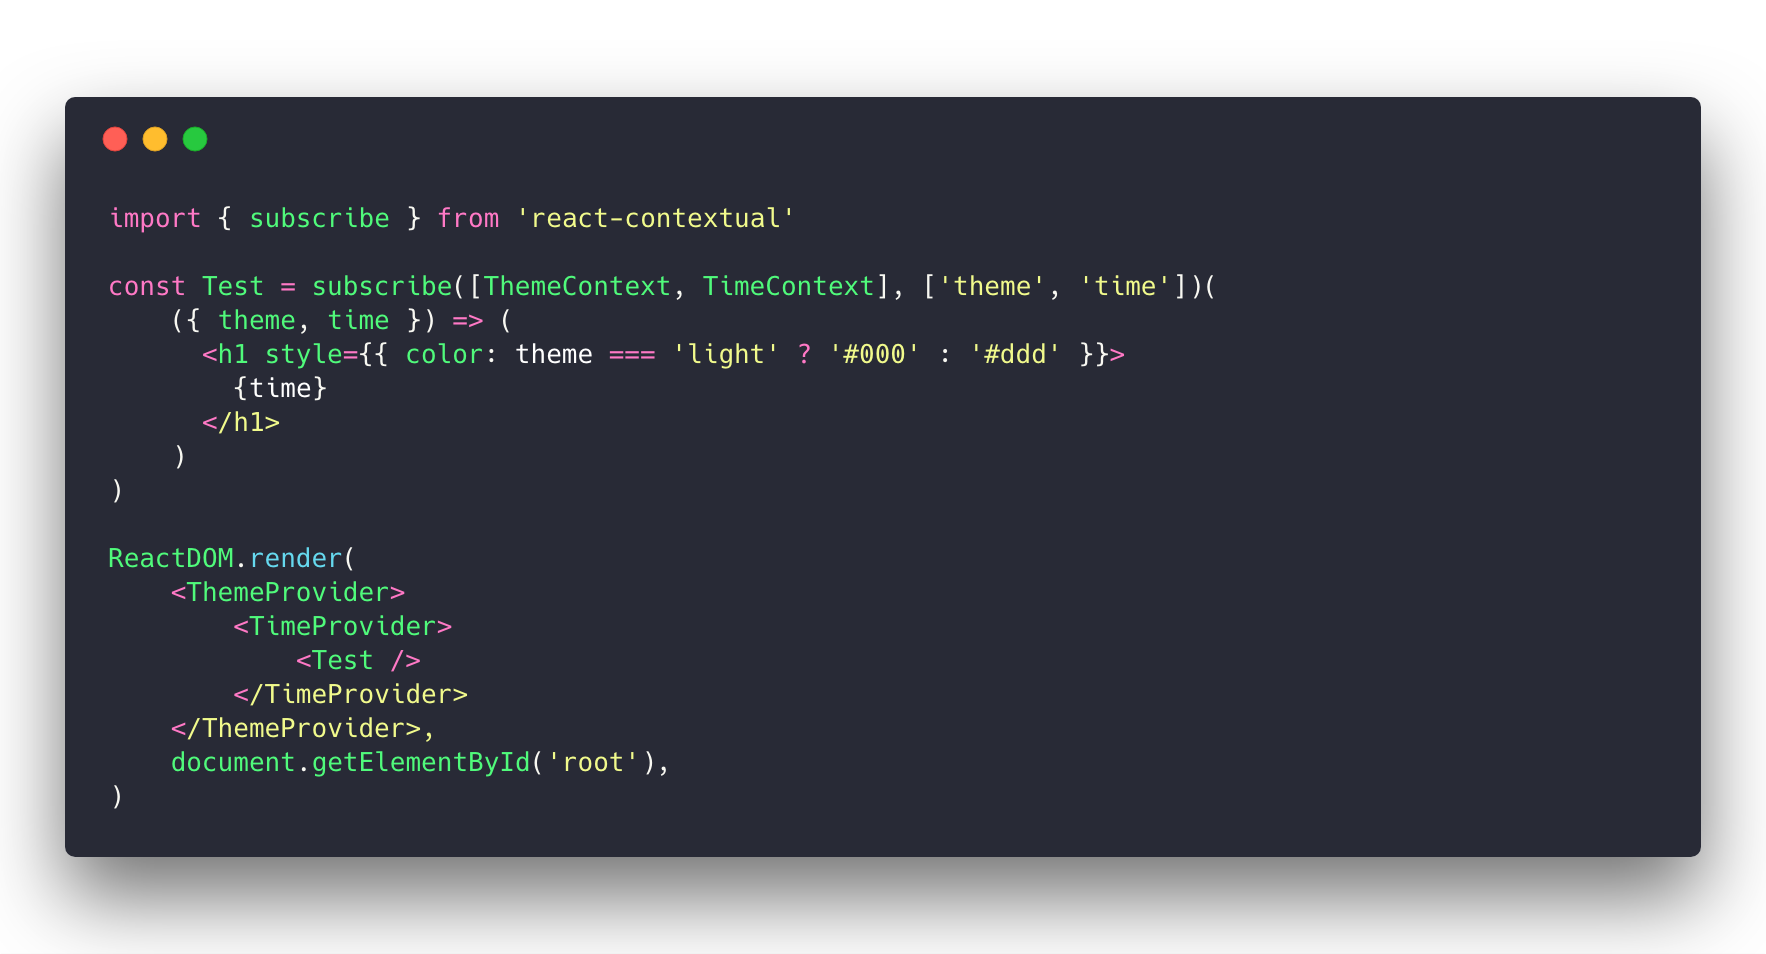 import { subscribe } from 'react-contextual'

const Test = subscribe([ThemeContext, TimeContext], ['theme', 'time'])(
    ({ theme, time }) => (
      <h1 style={{ color: theme === 'light' ? '#000' : '#ddd' }}>
        {time}
      </h1>
    )
)

ReactDOM.render(
    <ThemeProvider>
        <TimeProvider>
            <Test />
        </TimeProvider>
    </ThemeProvider>,
    document.getElementById('root'),
)